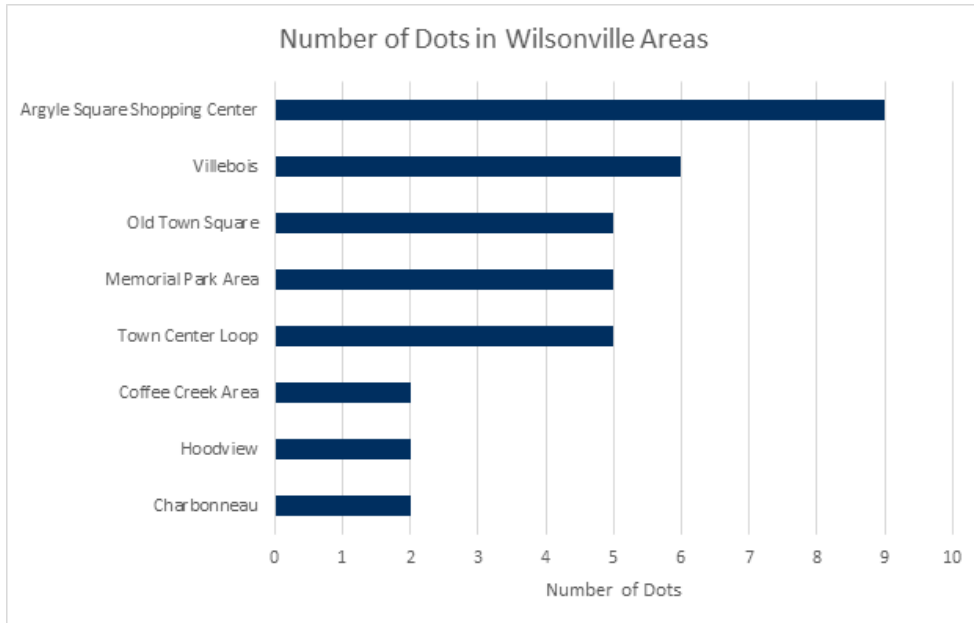 Number of Dots in Wilsonville Areas
Argyle Square Shopping Center
Villebois
Old Town Square
Memorial Park Area
Town Center Loop
Coffee Creek Area
Hoodview
Charbonneau
0 1 2 3 4 5 6 7 8 9 10
Number of Dots